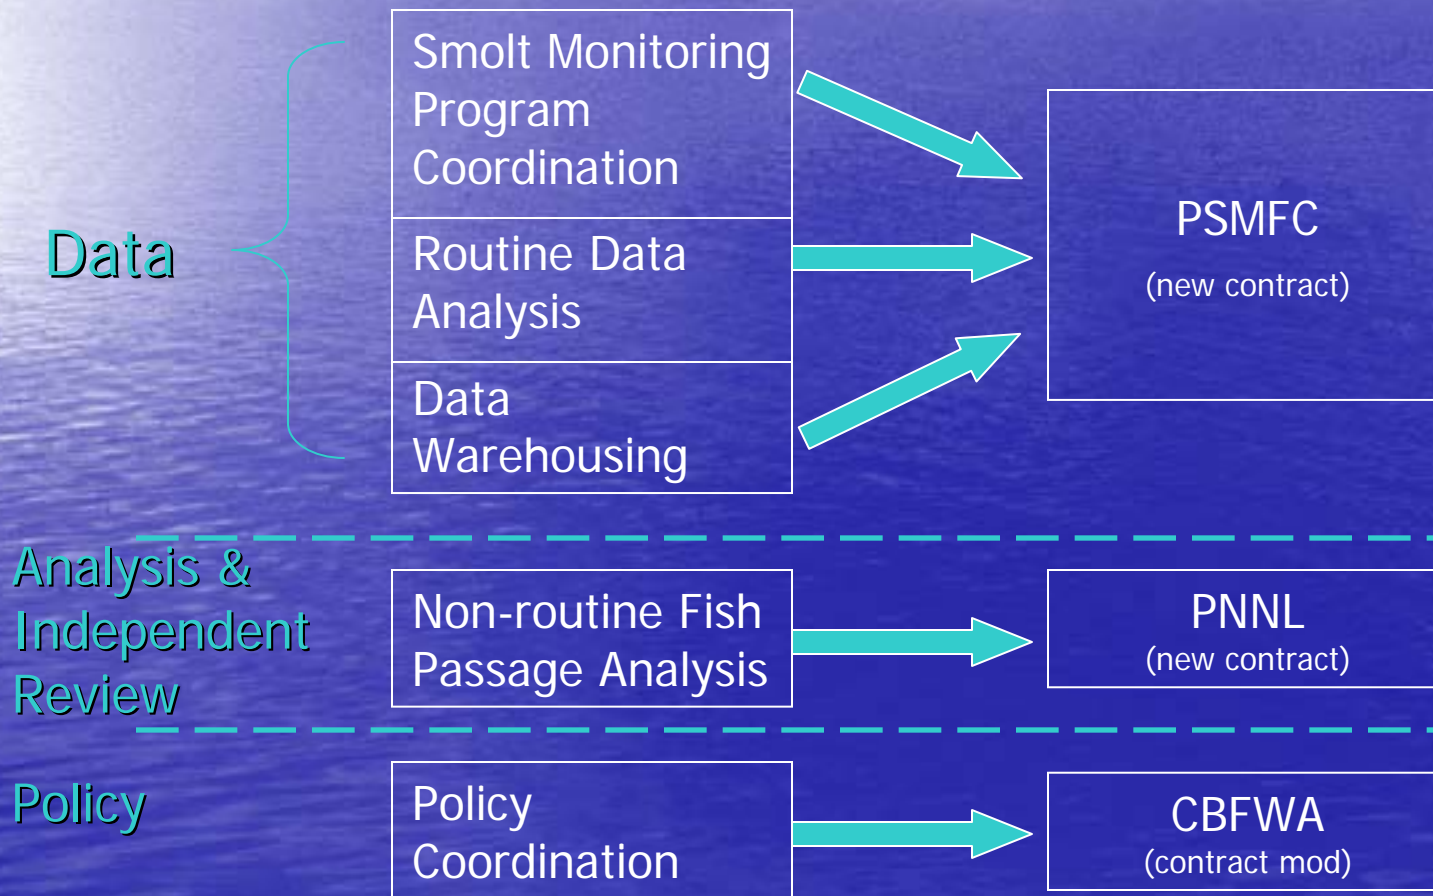 Data
Smolt Monitoring
Program
Coordination
Routine Data
Analysis
Data
Warehousing
PSMFC
(new contract)
Analysis &
Independent
Review
Non-routine Fish
Passage Analysis
PNNL
(new contract)
Policy
Policy
Coordination
CBFWA
(contract mod)